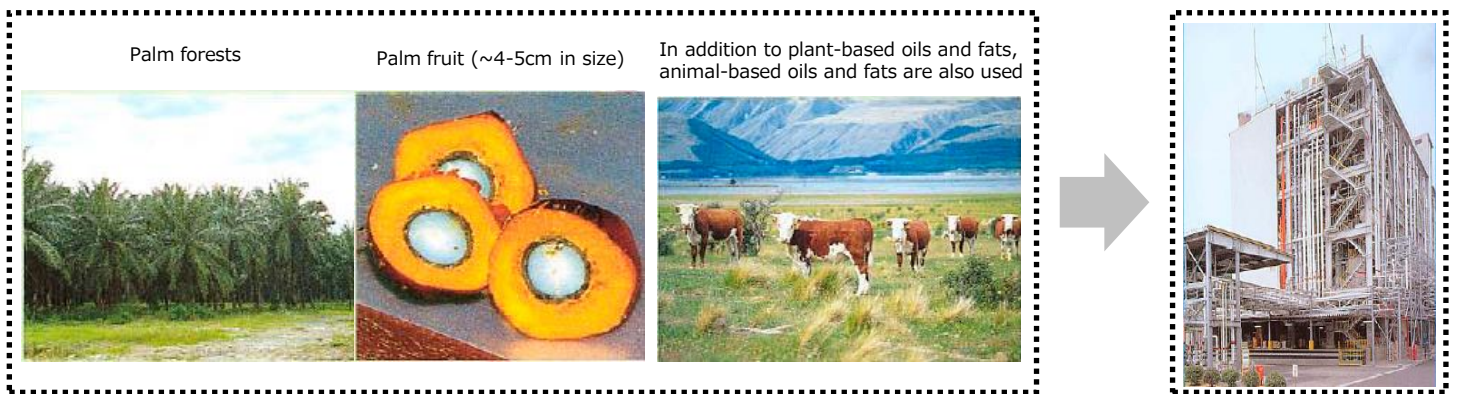 Palm forests
Palm fruit (~4-5cm in size)
In addition to plant-based oils and fats,
animal-based oils and fats are also used